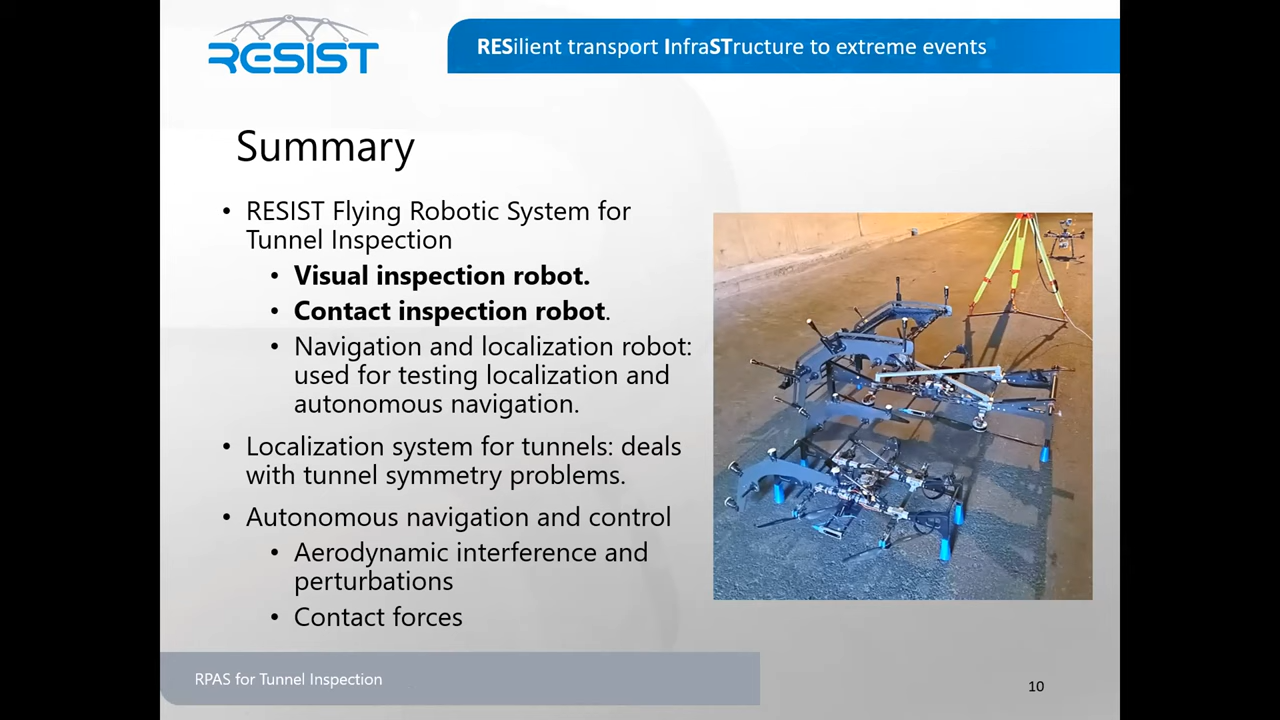 RESIST
RESilient transport InfraSTructure to extreme events
Summary
• RESIST Flying Robotic System for
Tunnel Inspection
• Visual inspection robot.
• Contact inspection robot.
• Navigation and localization robot:
used for testing localization and
autonomous navigation.
• Localization system for tunnels: deals
with tunnel symmetry problems.
• Autonomous navigation and control
• Aerodynamic interference and
perturbations
• Contact forces
RPAS for Tunnel Inspection
10